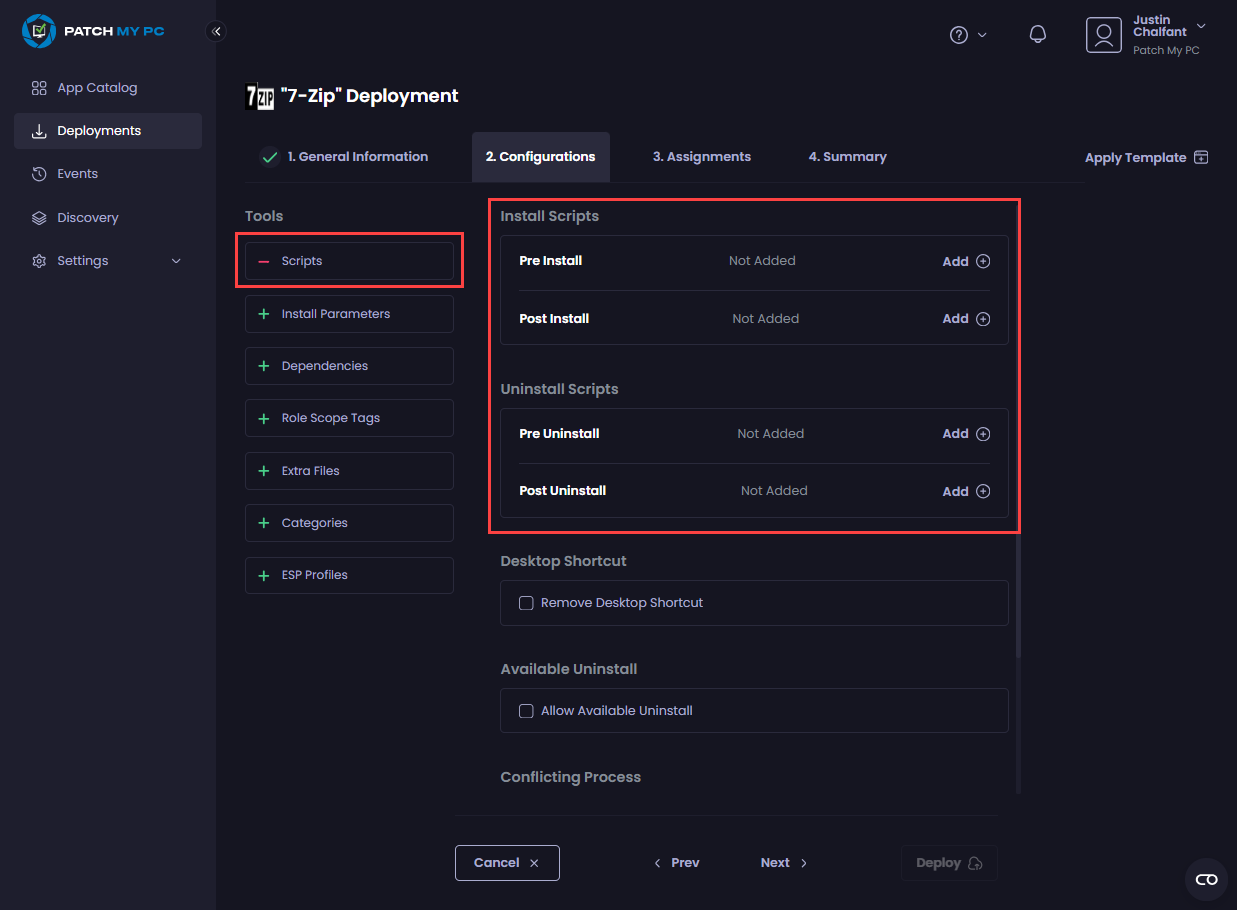 PATCH MY PC
App Catalog
Deployments
Events
Discovery
Settings
Justin
Chalfant
Patch My PC
7 ZIP "7-Zip" Deployment
1. General Information
2. Configurations
3. Assignments
4. Summary
Apply Template
Tools
Scripts
Install Parameters
Dependencies
Role Scope Tags
Extra Files
Categories
ESP Profiles
Install Scripts
Pre Install Not Added Add
Post Install Not Added Add
Uninstall Scripts
Pre Uninstall Not Added Add
Post Uninstall Not Added Add
Desktop Shortcut
Remove Desktop Shortcut
Available Uninstall
Allow Available Uninstall
Conflicting Process
Cancel
Prev
Next
Deploy